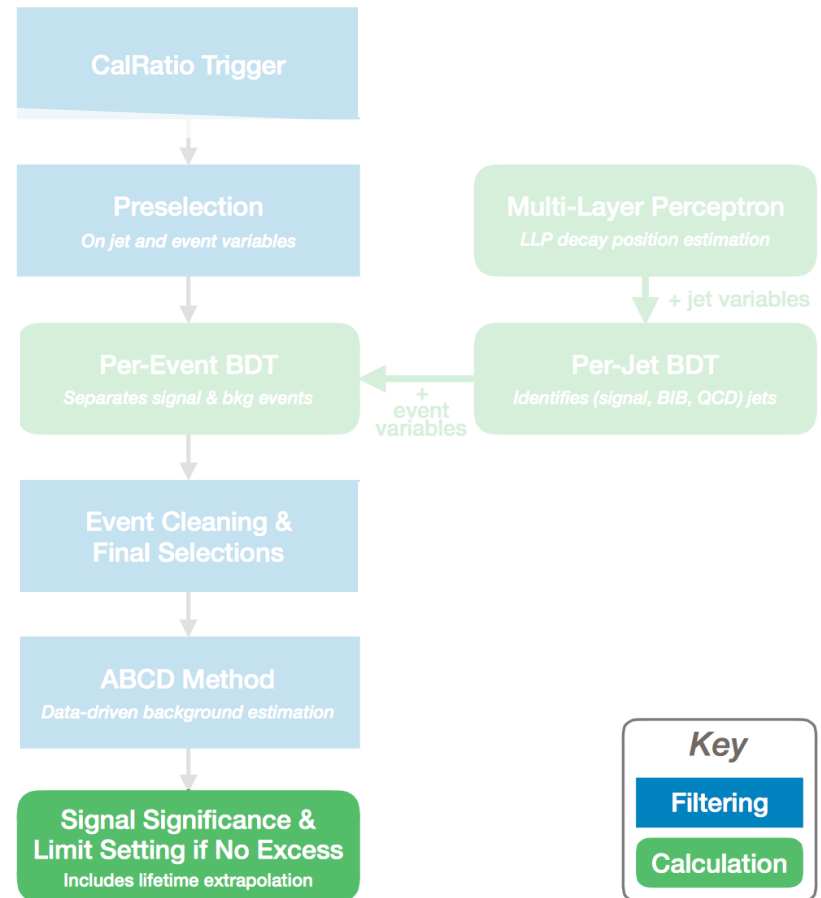 CalRatio Trigger
Preselection
On jet and event variables
Multi-Layer Perceptron
LLP decay position estimation
+ jet variables
Per-Event BDT
Separates signal & bkg events
+
event
variables
Per-Jet BDT
Identifies (signal, BIB, QCD) jets
Event Cleaning &
Final Selections
ABCD Method
Data-driven background estimation
Signal Significance &
Limit Setting if No Excess
Includes lifetime extrapolation
Key
Filtering
Calculation